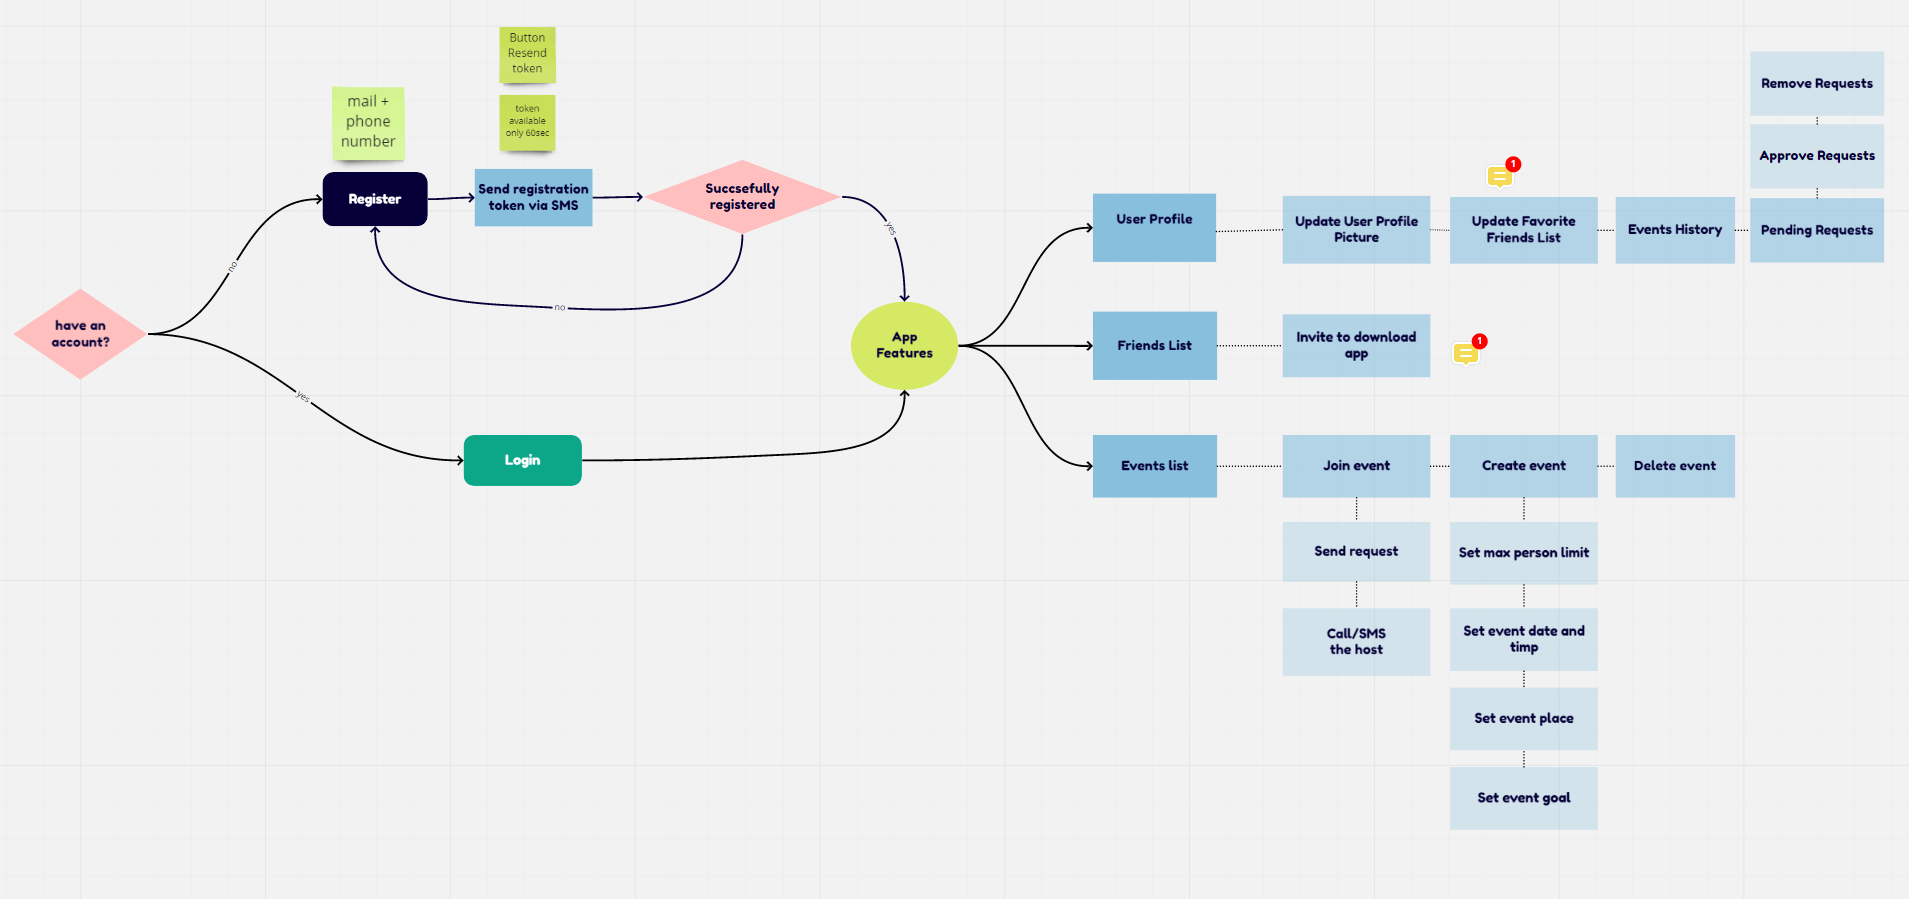 Button
Resend
token
mail +
phone
number
token
available
only 60sec
Register
Send registration
token via SMS
Succsefully
registered
yes
no
no
have an
account?
yes
Login
App
Features
User Profile
Update User Profile
Picture
1
Update Favorite
Friends List
Events History
Remove Requests
Approve Requests
Pending Requests
Friends List
Invite to download
app
1
Events list
Join event
Create event
Delete event
Send request
Call/SMS
the host
Set max person limit
Set event date and
timp
Set event place
Set event goal